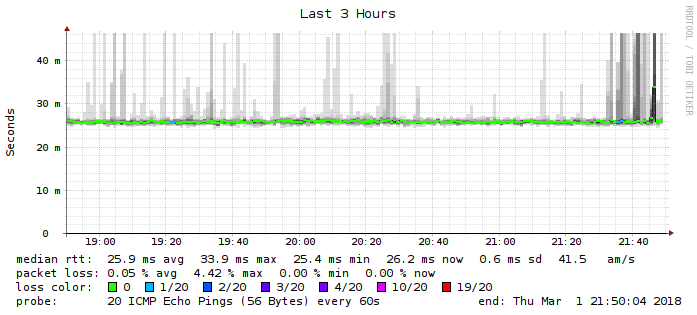 Last 3 Hours
RRDTOOL / TOBI OETIKER
Seconds
40 m
30 m
20 m
10 m
0
19:00 19:20 19:40 20:00 20:20 20:40 21:00 21:20 21:40
median rtt: 25.9 ms avg 33.9 ms max 25.4 ms min 26.2 ms now 0.6 ms sd 41.5 am/s
packet loss: 0.05 % avg 4.42 % max 0.00 % min 0.00 % now
loss color: 0 1/20 2/20 3/20 4/20 10/20 19/20
probe: 20 ICMP Echo Pings (56 Bytes) every 60s end: Thu Mar 1 21:50:04 2018